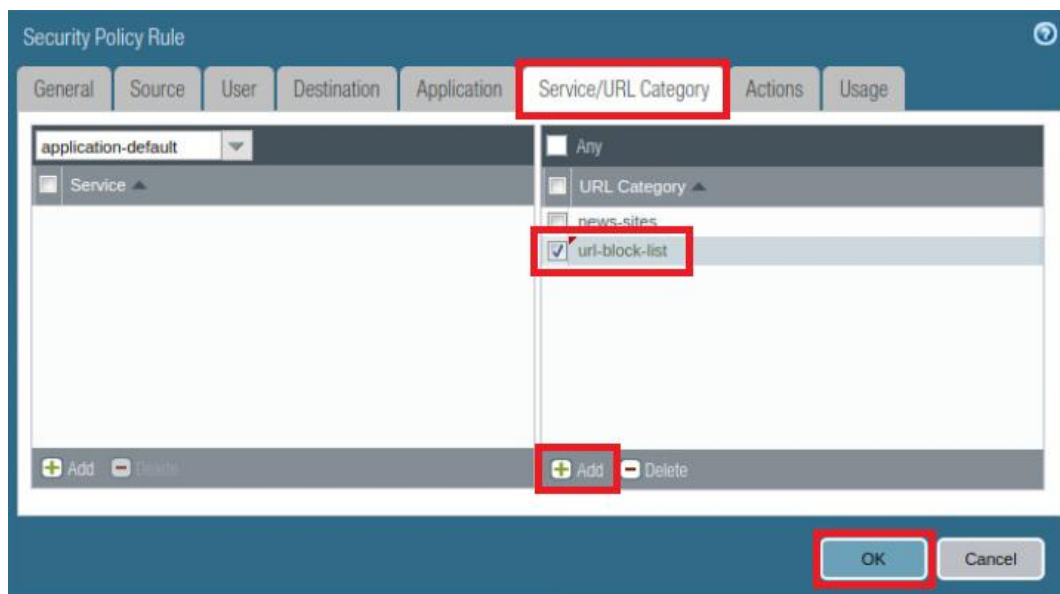 Security Policy Rule
General Source User Destination Application Service/URL Category Actions Usage
application-default
Any
Service
URL Category
news-sites
url-block-list
Add Delete
Add Delete
OK Cancel